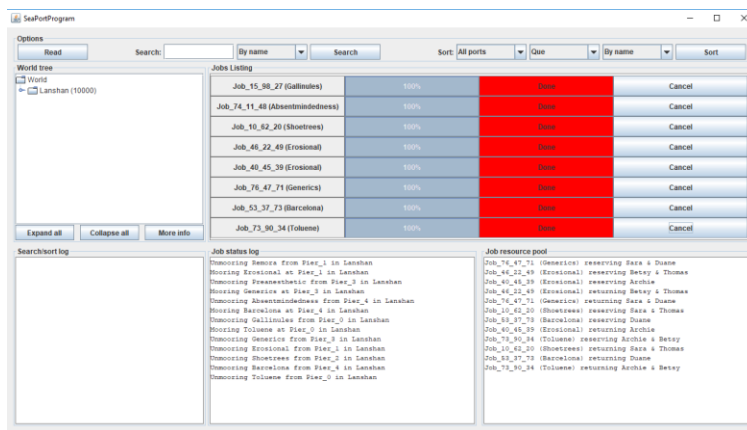 SeaPortProgram
Options
Read Search: By name Search Sort: All ports Que By name Sort
World tree
World
Lanshan (10000)
Expand all Collapse all More info
Jobs Listing
Job_15_98_27 (Gallinules) 100% Done Cancel
Job_74_11_48 (Absentmindedness) 100% Done Cancel
Job_10_62_20 (Shoetrees) 100% Done Cancel
Job_46_22_49 (Erosional) 100% Done Cancel
Job_40_45_39 (Erosional) 100% Done Cancel
Job_76_47_71 (Generics) 100% Done Cancel
Job_53_37_73 (Barcelona) 100% Done Cancel
Job_73_90_34 (Toluene) 100% Done Cancel
Search/sort log
Job status log
Unmooring Remora from Pier_1 in Lanshan
Mooring Erosional at Pier_1 in Lanshan
Unmooring Preanesthetic from Pier_3 in Lanshan
Mooring Generics at Pier_3 in Lanshan
Unmooring Absentmindedness from Pier_4 in Lanshan
Mooring Barcelona at Pier_4 in Lanshan
Unmooring Gallinules from Pier_0 in Lanshan
Mooring Toluene at Pier_0 in Lanshan
Unmooring Generics from Pier_3 in Lanshan
Unmooring Erosional from Pier_1 in Lanshan
Unmooring Shoetrees from Pier_2 in Lanshan
Unmooring Barcelona from Pier_4 in Lanshan
Unmooring Toluene from Pier_0 in Lanshan
Job resource pool
Job_76_47_71 (Generics) reserving Sara & Duane
Job_46_22_49 (Erosional) reserving Betsy & Thomas
Job_40_45_39 (Erosional) reserving Archie
Job_46_22_49 (Erosional) returning Betsy & Thomas
Job_76_47_71 (Generics) returning Sara & Duane
Job_10_62_20 (Shoetrees) reserving Sara & Thomas
Job_53_37_73 (Barcelona) reserving Duane
Job_40_45_39 (Erosional) returning Archie
Job_73_90_34 (Toluene) reserving Archie & Betsy
Job_10_62_20 (Shoetrees) returning Sara & Thomas
Job_53_37_73 (Barcelona) returning Duane
Job_73_90_34 (Toluene) returning Archie & Betsy